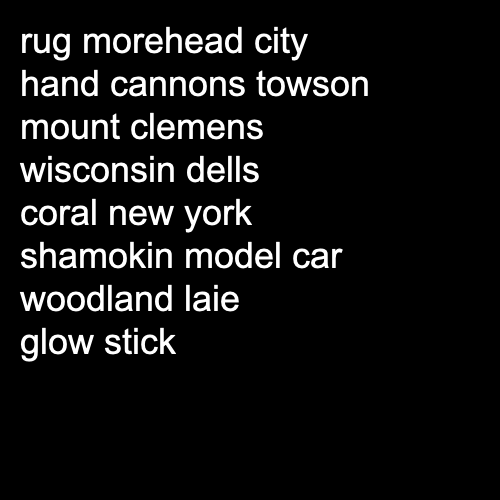 rug morehead city
hand cannons towson
mount clemens
wisconsin dells
coral new york
shamokin model car
woodland laie
glow stick